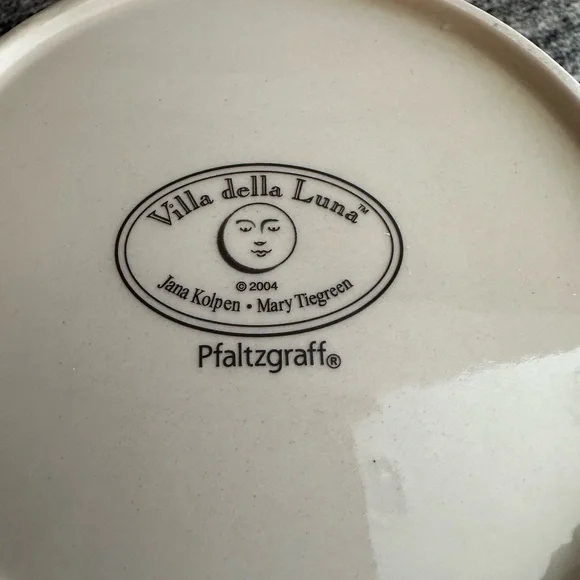 Villa della Luna™
© 2004
Jana Kolpen • Mary Tiegreen
Pfaltzgraff®